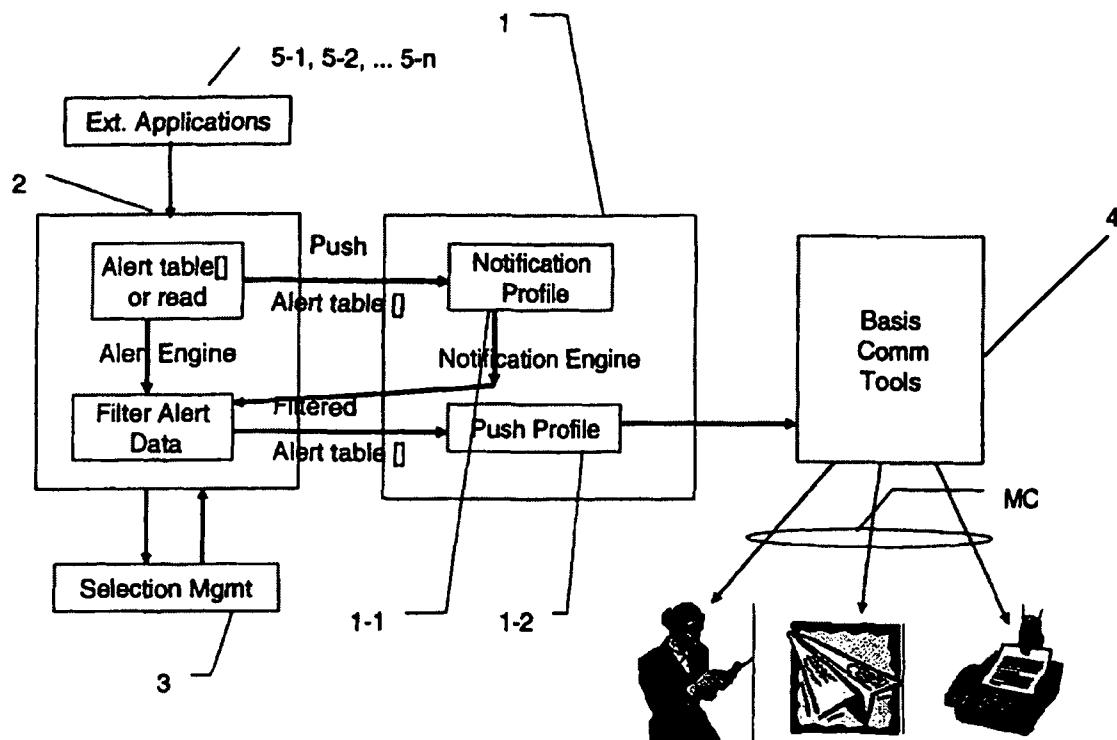 1
5-1, 5-2, ... 5-n
Ext. Applications
2
4
Push
Alert table[]
or read
Notification
Profile
Alert table []
Basis
Comm
Tools
Alert Engine
Notification Engine
Filtered
Filter Alert
Data
Push Profile
Alert table []
MC
Selection Mgmt
1-1
1-2
3